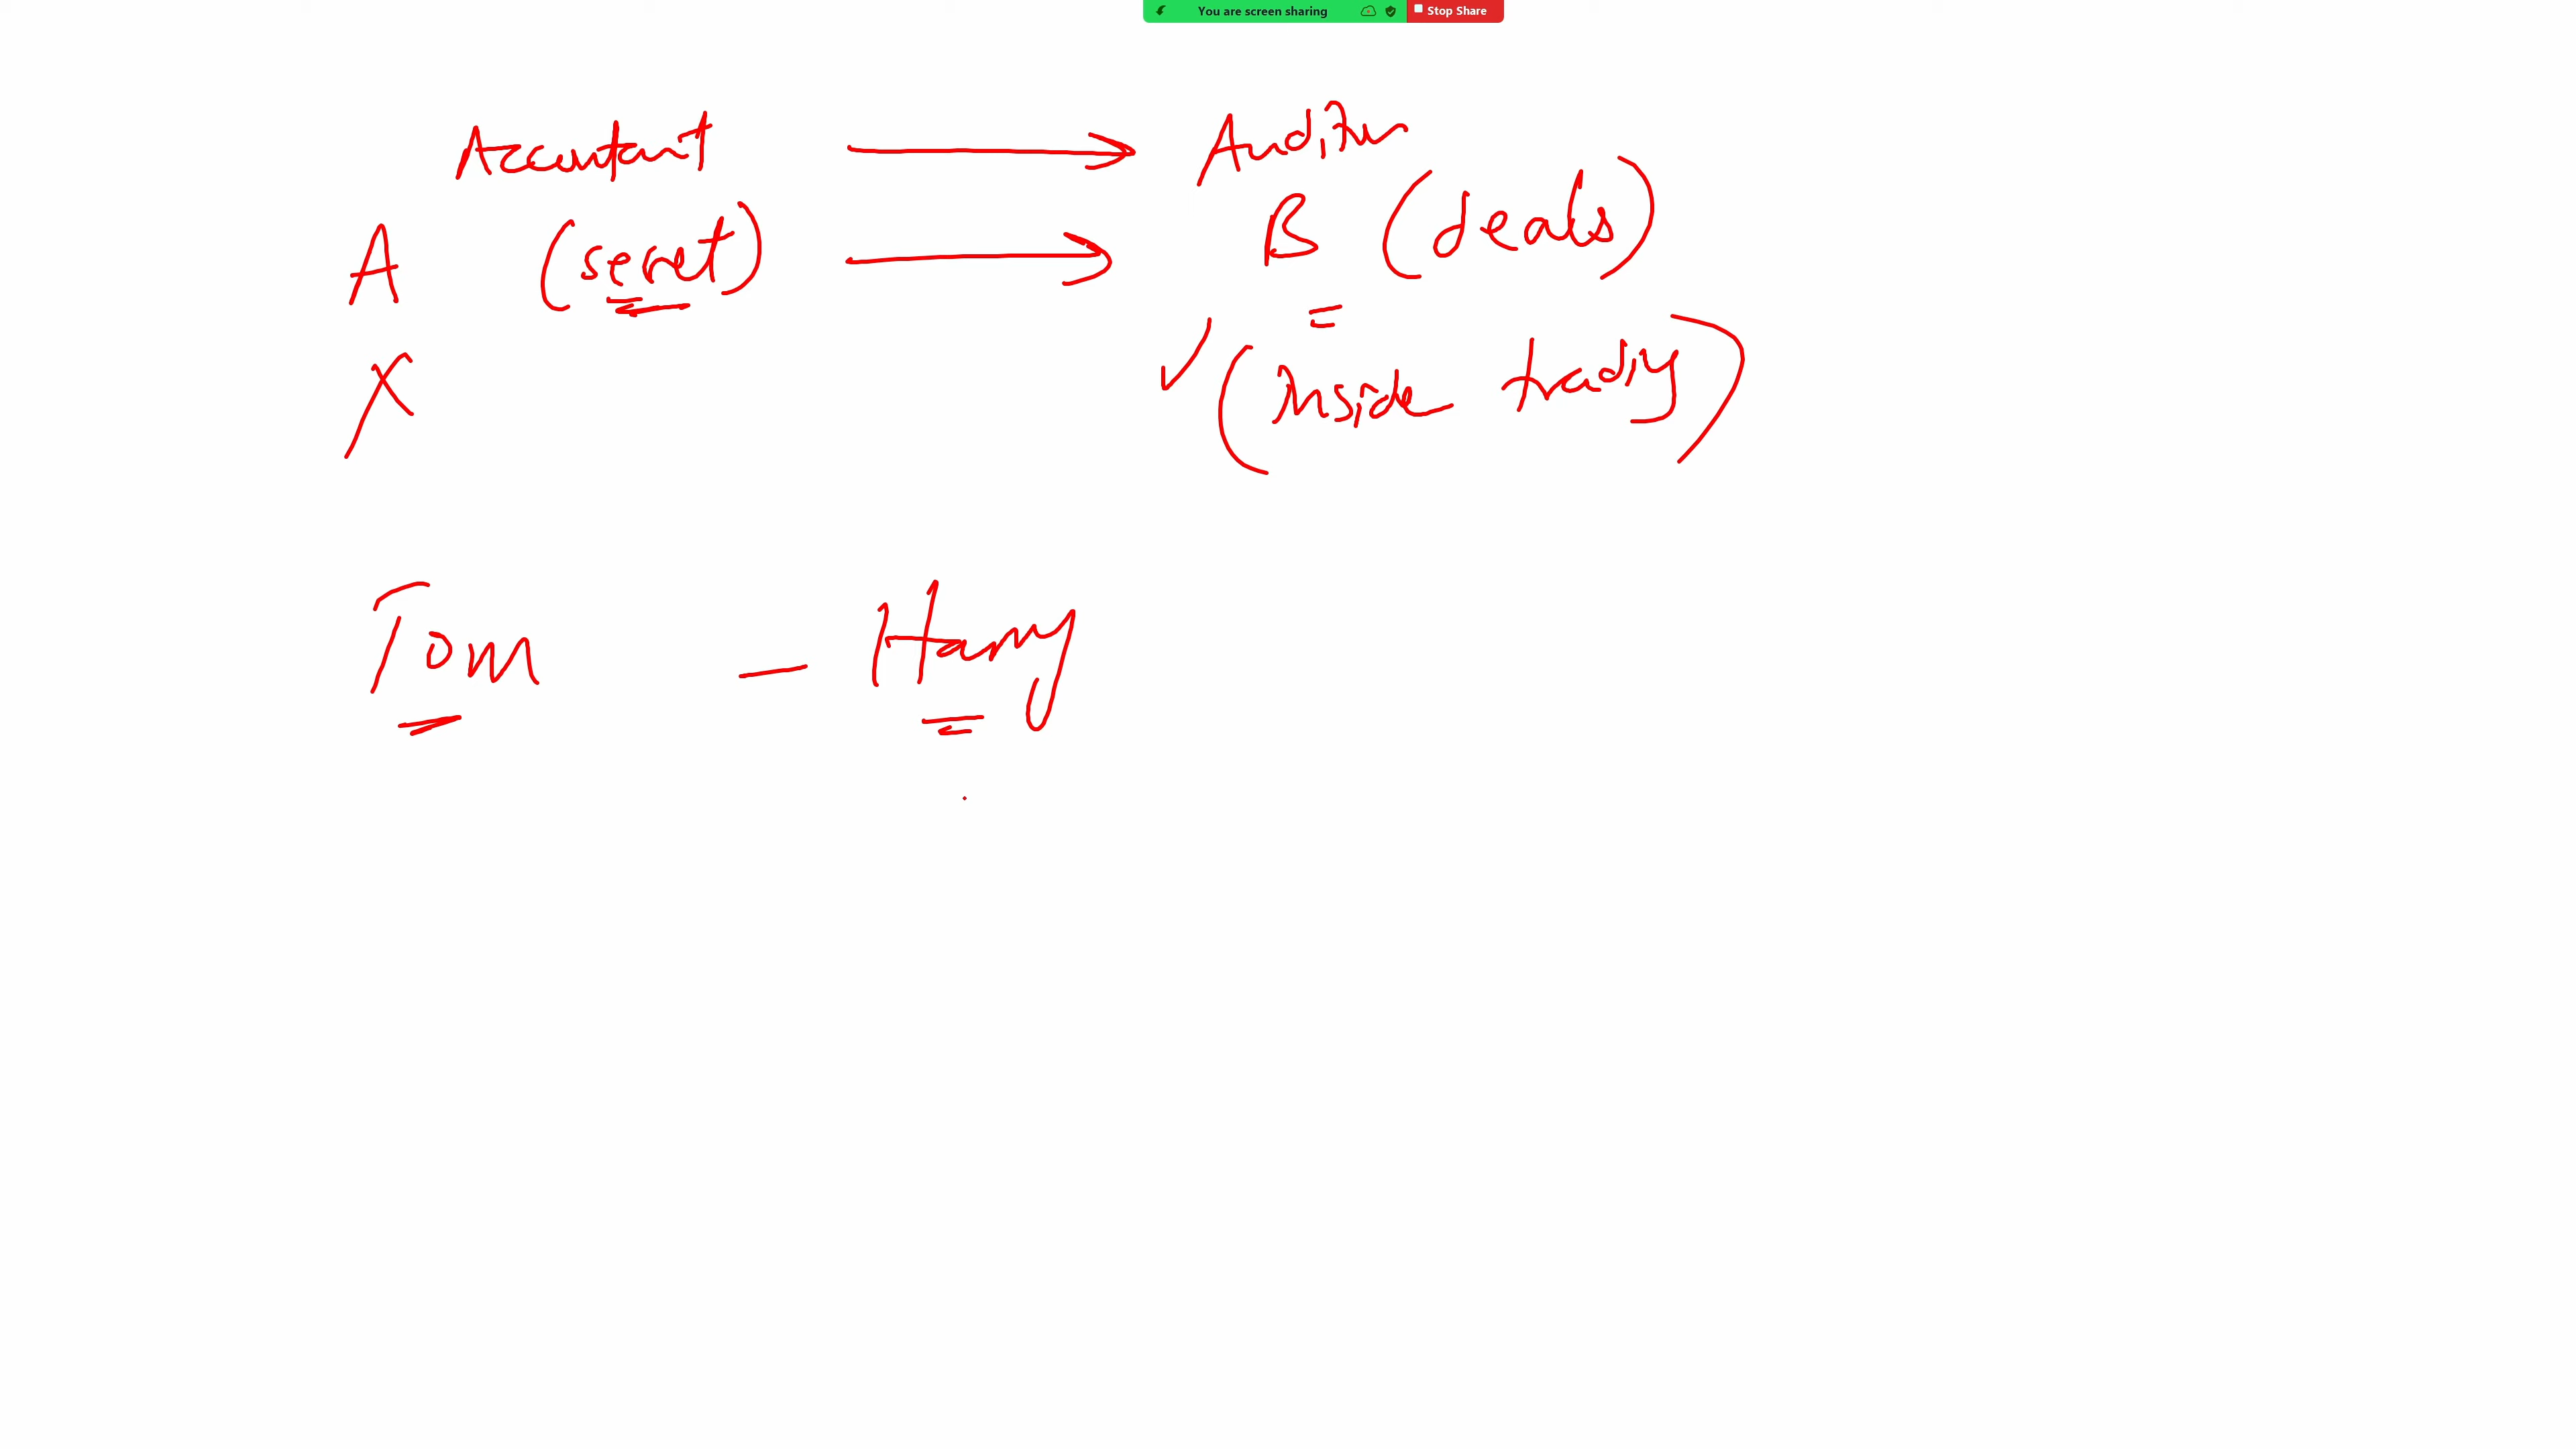 You are screen sharing Stop Share
Accountant → Auditor
A (secret) → B (deals)
X ✓ (inside trading)
Tom — Harry